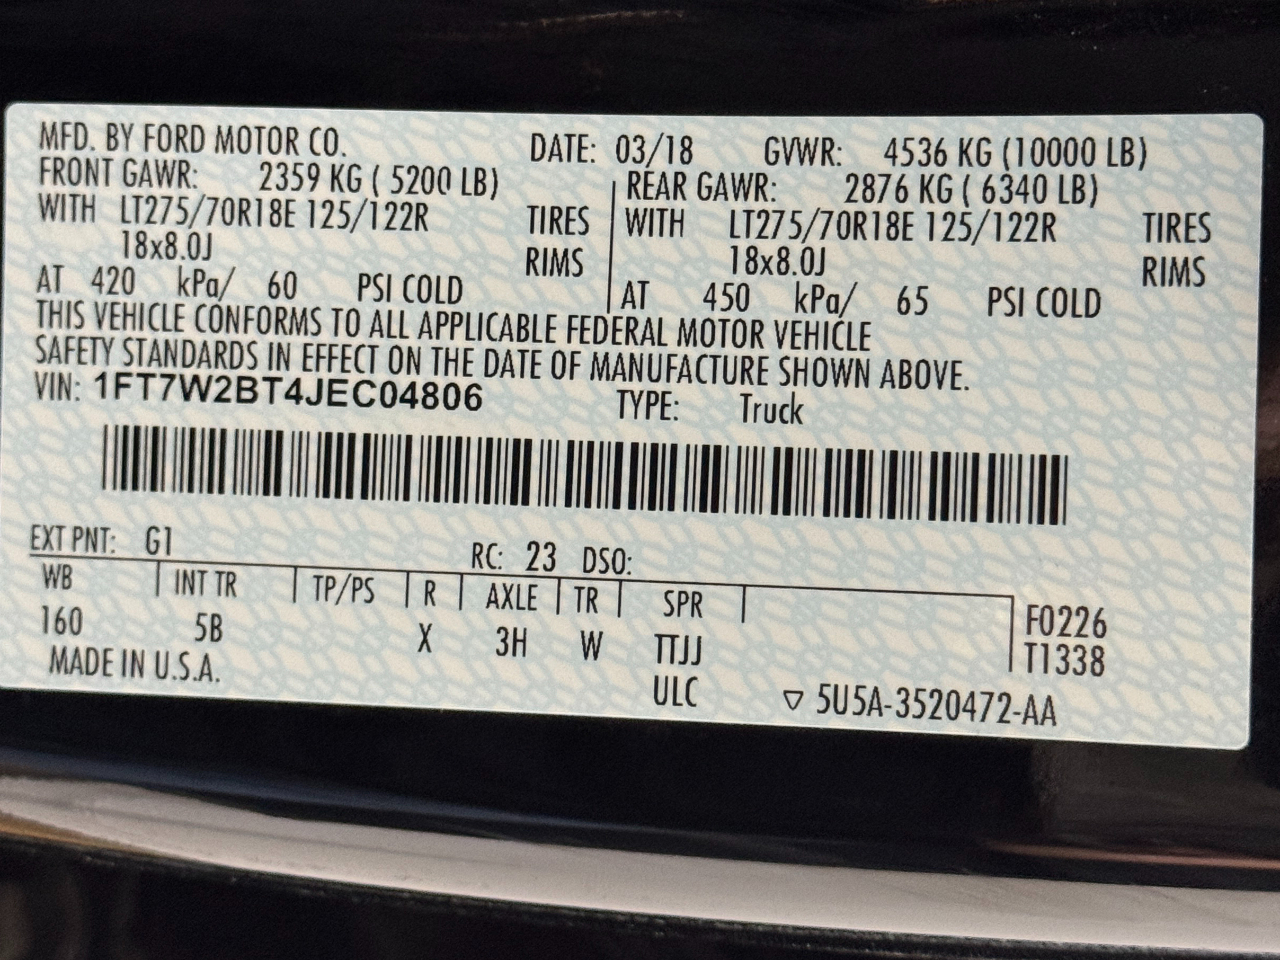 MFD. BY FORD MOTOR CO. DATE: 03/18 GVWR: 4536 KG (10000 LB)
FRONT GAWR: 2359 KG ( 5200 LB) REAR GAWR: 2876 KG ( 6340 LB)
WITH LT275/70R18E 125/122R TIRES WITH LT275/70R18E 125/122R TIRES
18x8.0J RIMS 18x8.0J RIMS
AT 420 kPa/ 60 PSI COLD AT 450 kPa/ 65 PSI COLD
THIS VEHICLE CONFORMS TO ALL APPLICABLE FEDERAL MOTOR VEHICLE
SAFETY STANDARDS IN EFFECT ON THE DATE OF MANUFACTURE SHOWN ABOVE.
VIN: 1FT7W2BT4JEC04806 TYPE: Truck
EXT PNT: G1 RC: 23 DSO:
WB INT TR TP/PS R AXLE TR SPR
160 5B X 3H W TTJJ F0226
MADE IN U.S.A. ULC T1338
▽ 5U5A-3520472-AA